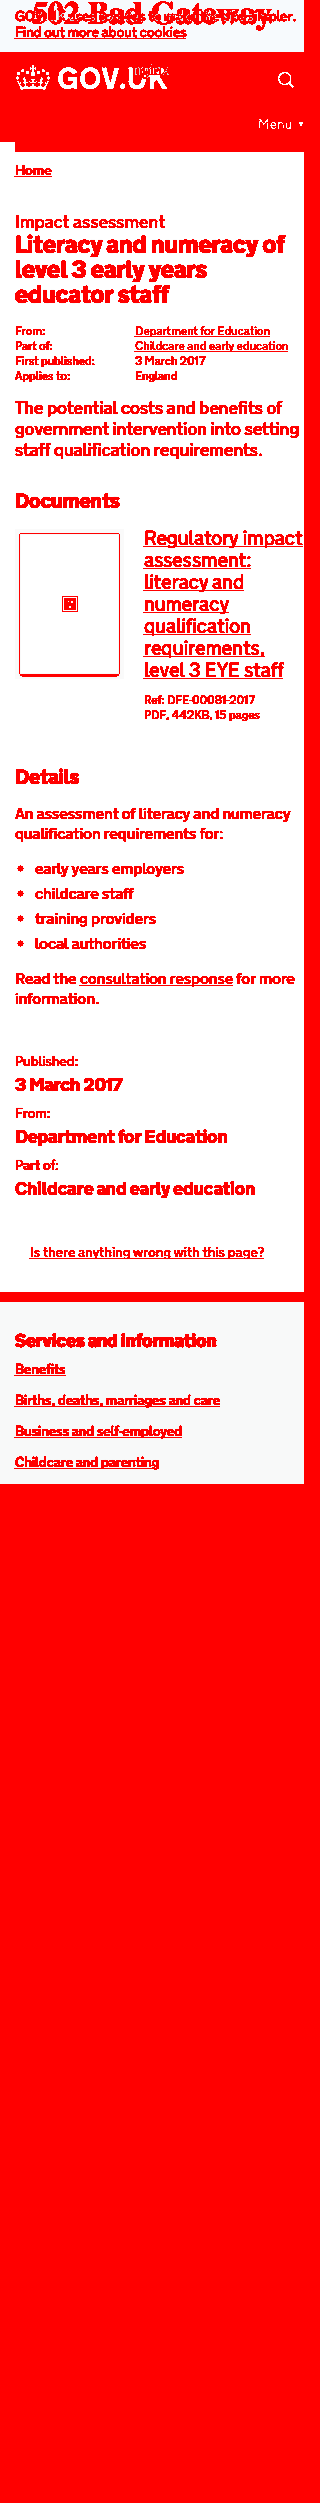 502 Bad Gateway
GOV.UK uses cookies to make the site simpler.
Find out more about cookies
GOV.UK
nginx
Menu
Home
Impact assessment
Literacy and numeracy of
level 3 early years
educator staff
From: Department for Education
Part of: Childcare and early education
First published: 3 March 2017
Applies to: England
The potential costs and benefits of
government intervention into setting
staff qualification requirements.
Documents
Regulatory impact
assessment:
literacy and
numeracy
qualification
requirements,
level 3 EYE staff
Ref: DFE-00081-2017
PDF, 442KB, 15 pages
Details
An assessment of literacy and numeracy
qualification requirements for:
• early years employers
• childcare staff
• training providers
• local authorities
Read the consultation response for more
information.
Published:
3 March 2017
From:
Department for Education
Part of:
Childcare and early education
Is there anything wrong with this page?
Services and information
Benefits
Births, deaths, marriages and care
Business and self-employed
Childcare and parenting